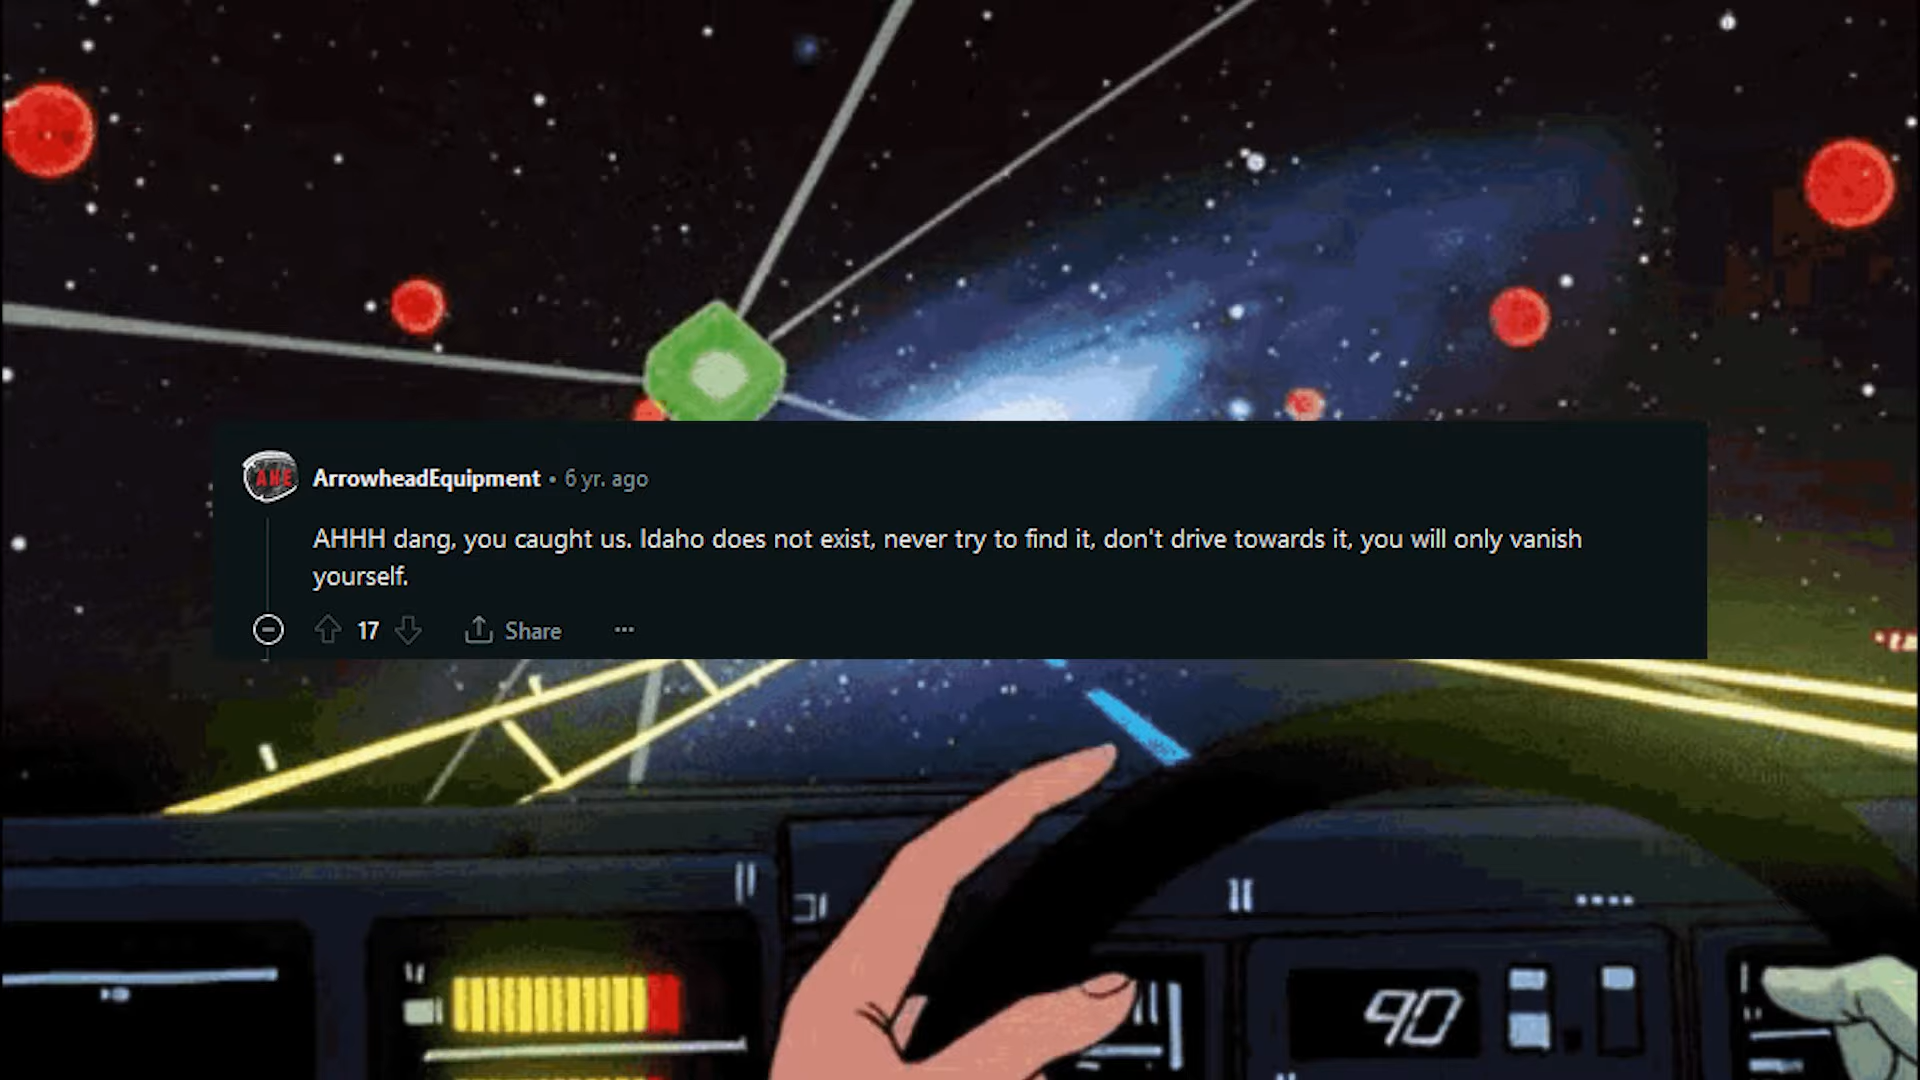 AHE
ArrowheadEquipment • 6 yr. ago
AHHH dang, you caught us. Idaho does not exist, never try to find it, don't drive towards it, you will only vanish
yourself.
17 Share ...
90